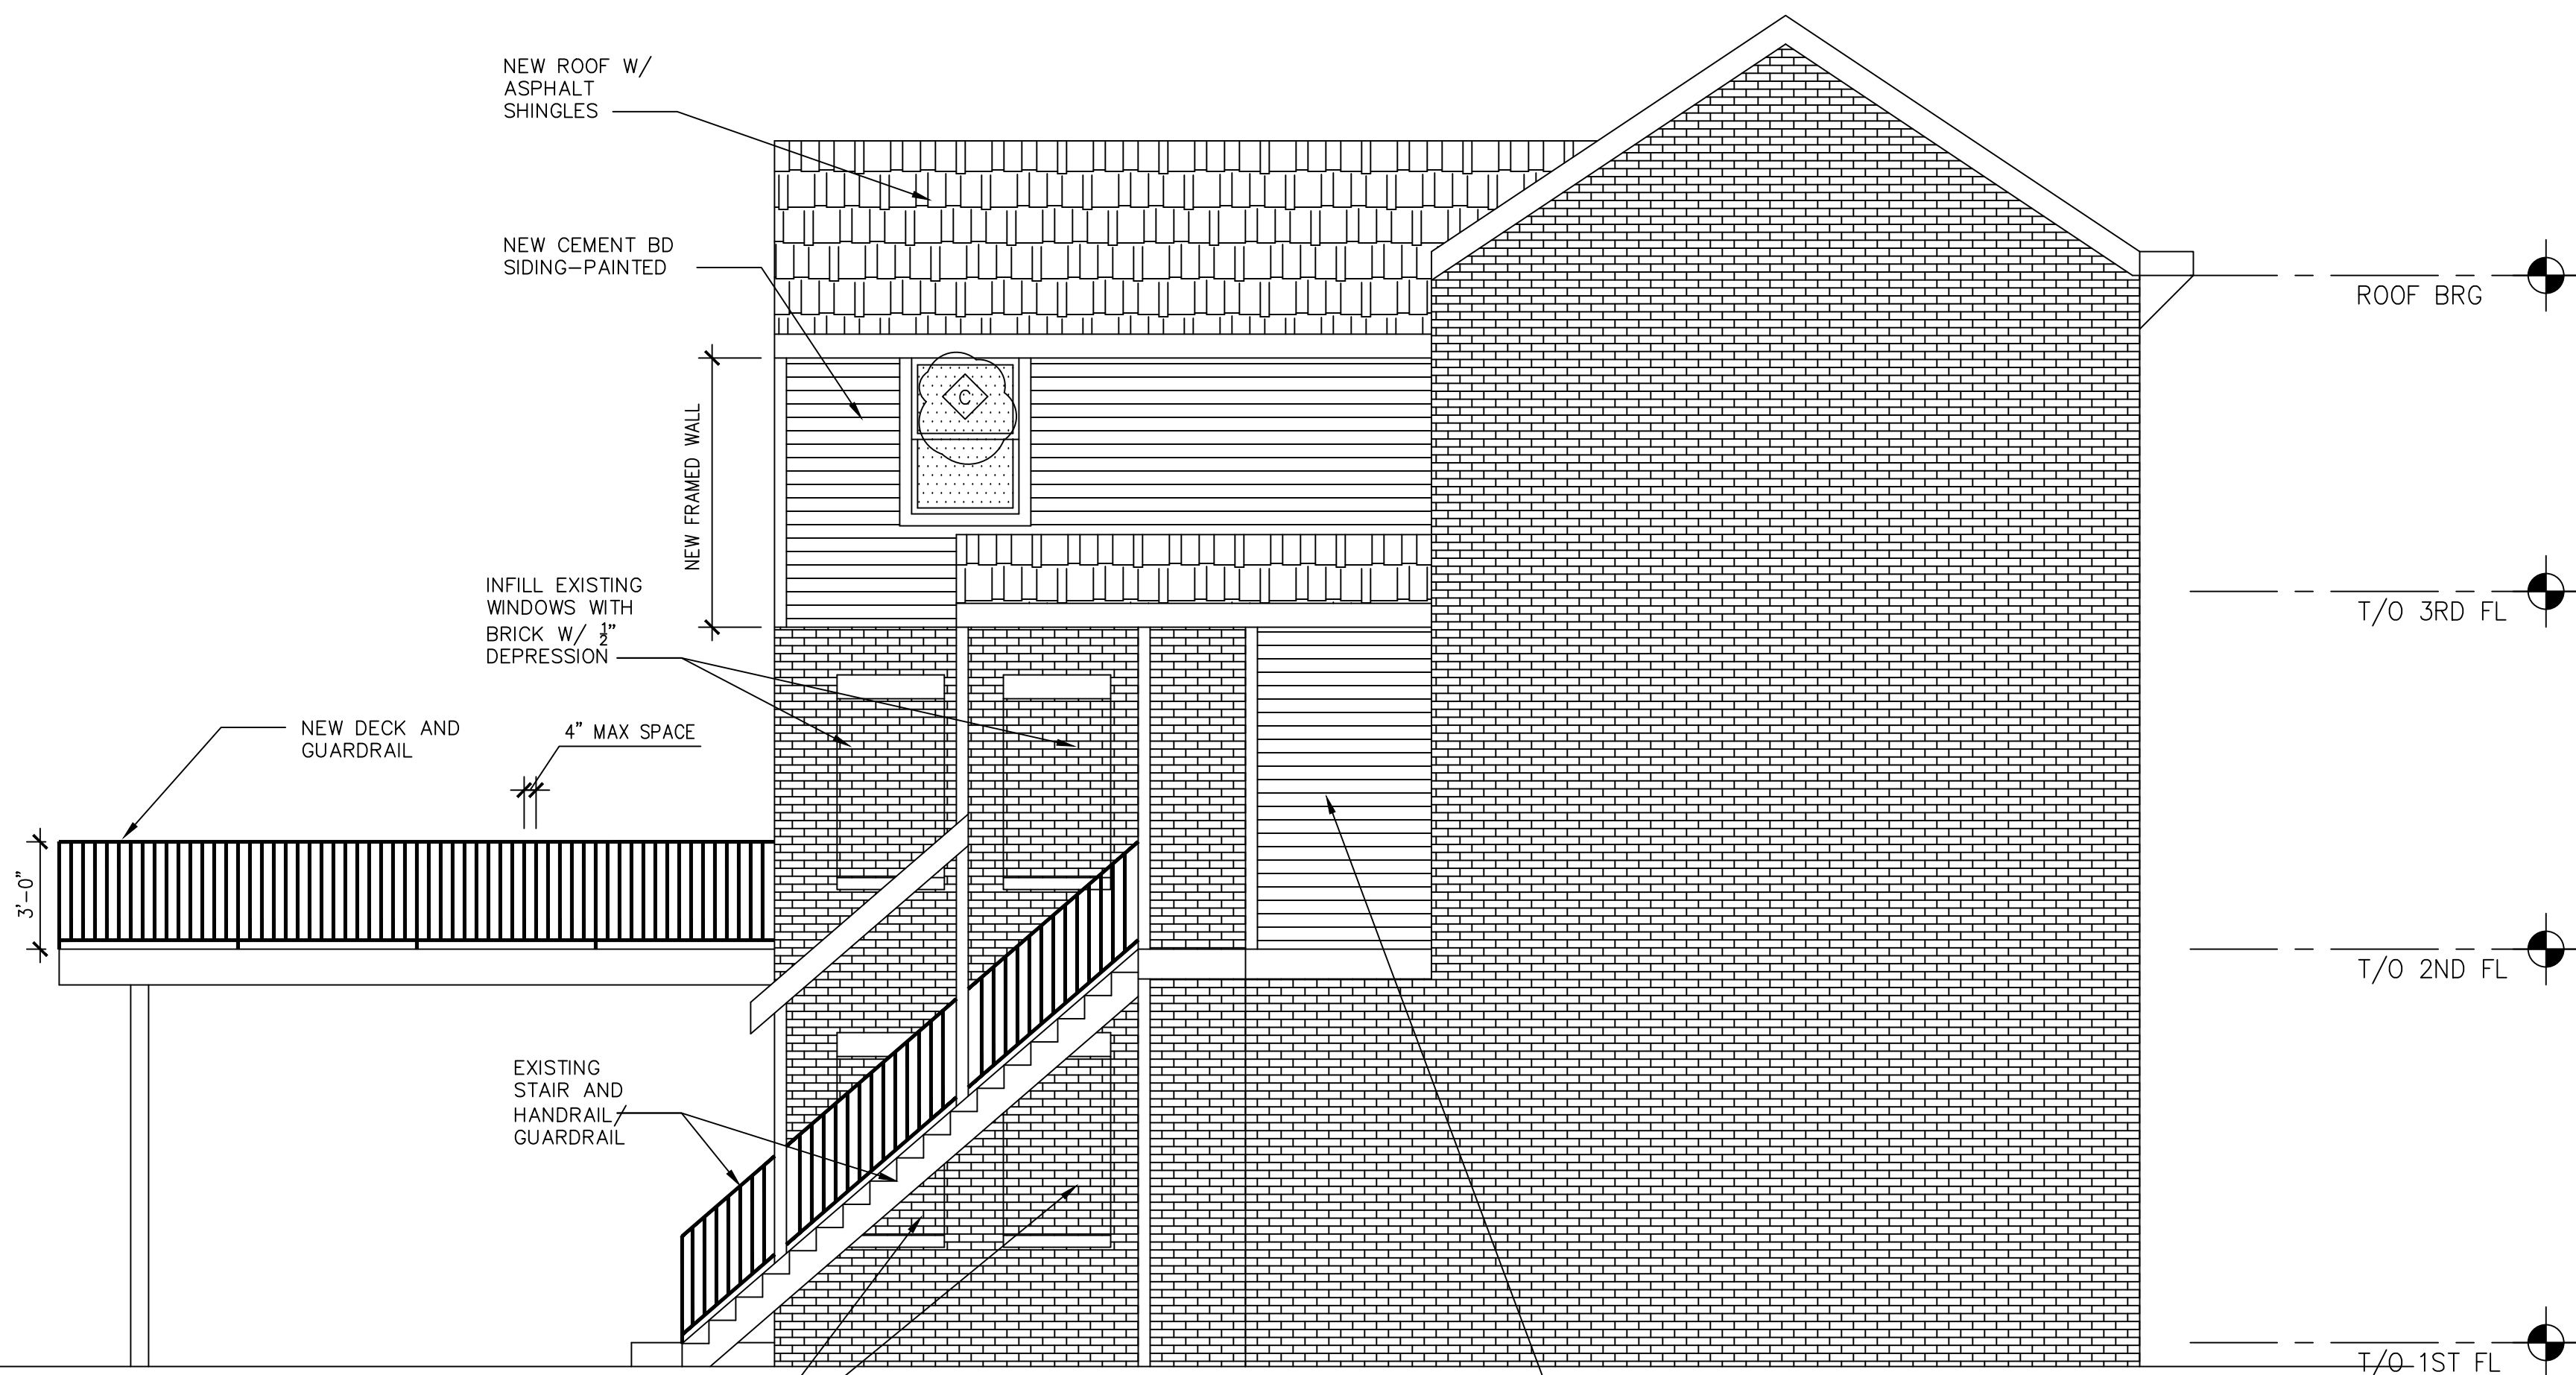 NEW ROOF W/
ASPHALT
SHINGLES
NEW CEMENT BD
SIDING-PAINTED
ROOF BRG
C
NEW FRAMED WALL
INFILL EXISTING
WINDOWS WITH
BRICK W/ 1/2"
DEPRESSION
T/O 3RD FL
NEW DECK AND
GUARDRAIL
4" MAX SPACE
3'-0"
T/O 2ND FL
EXISTING
STAIR AND
HANDRAIL/
GUARDRAIL
T/O 1ST FL